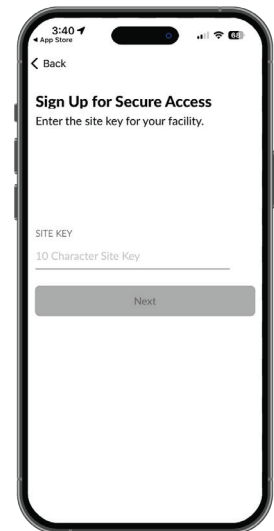 3:40
68
App Store
Back
Sign Up for Secure Access
Enter the site key for your facility.
SITE KEY
10 Character Site Key
Next